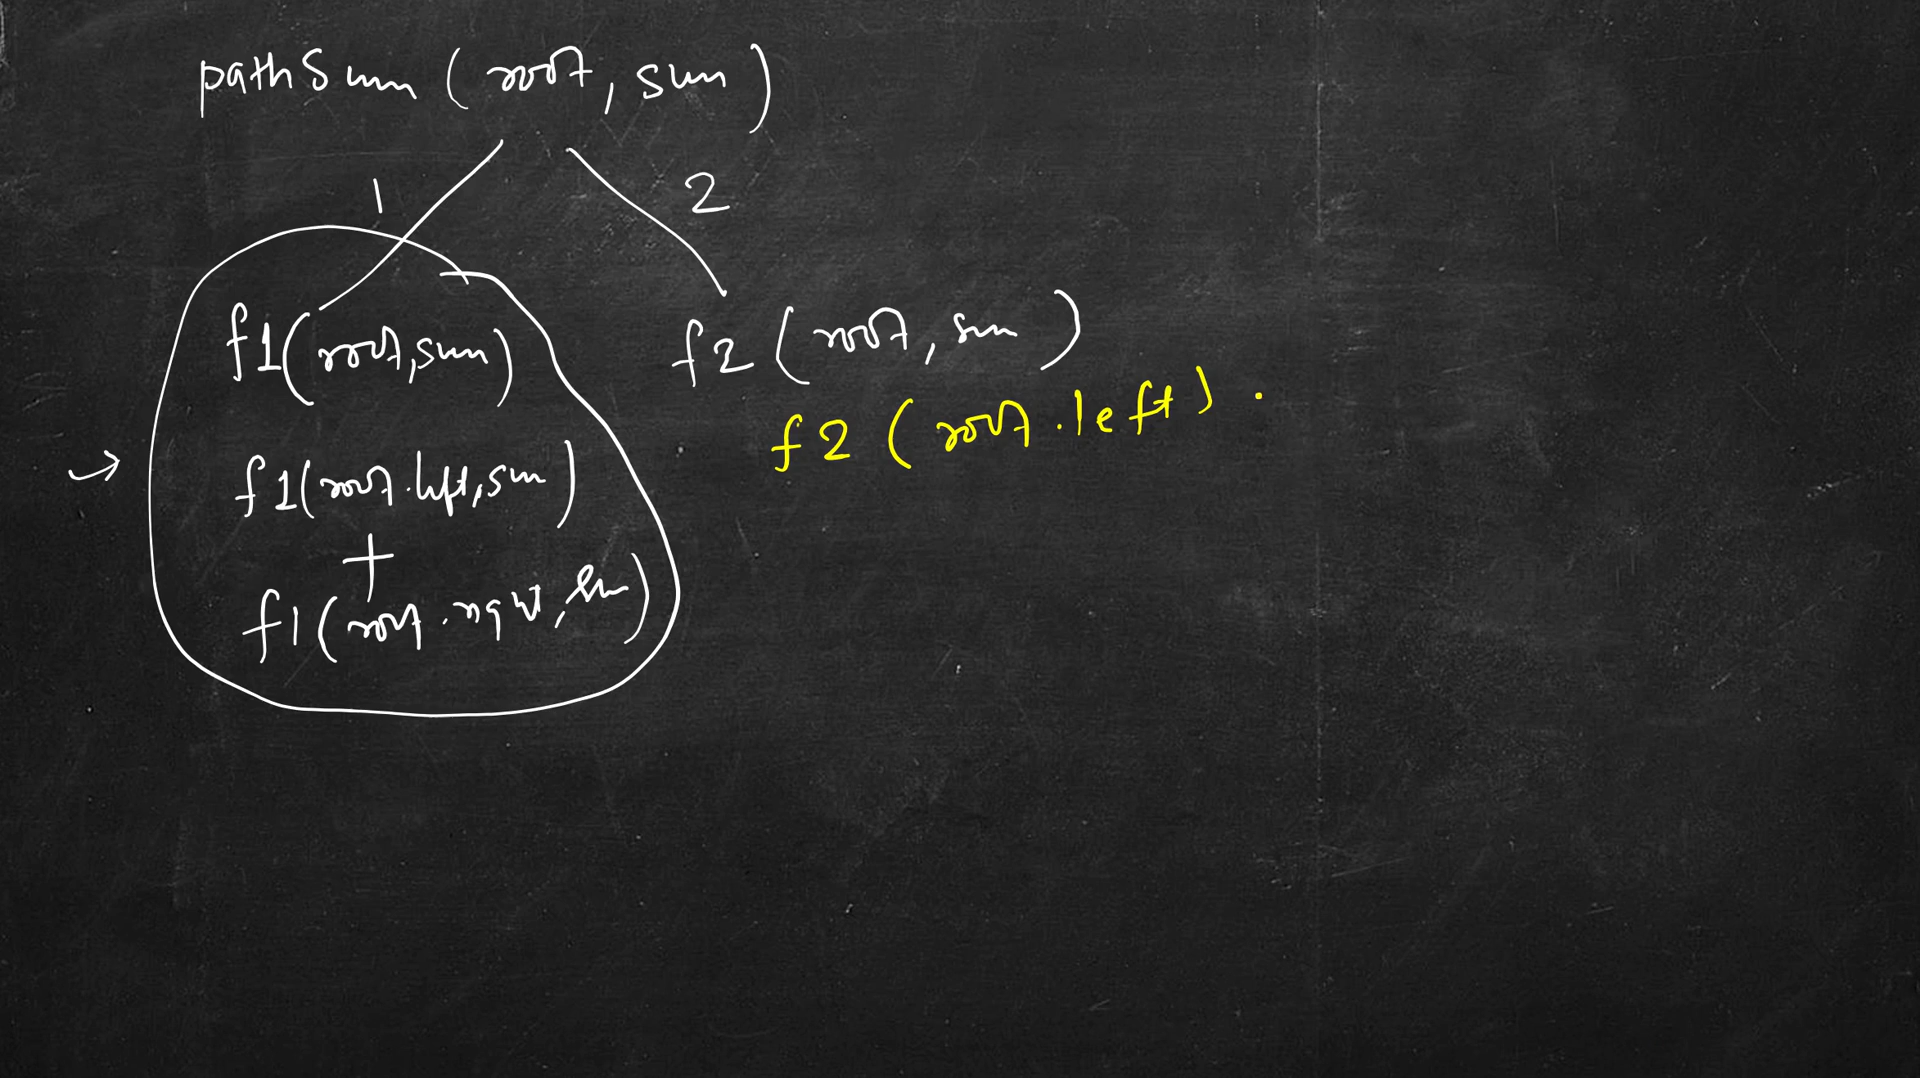 pathSum ( root, sum )
1
2
f1( root,sum )
f2 ( root, sum )
f2 ( root.left ) .
→ f1( root.left,sum )
+
f1 ( root. right, sum )